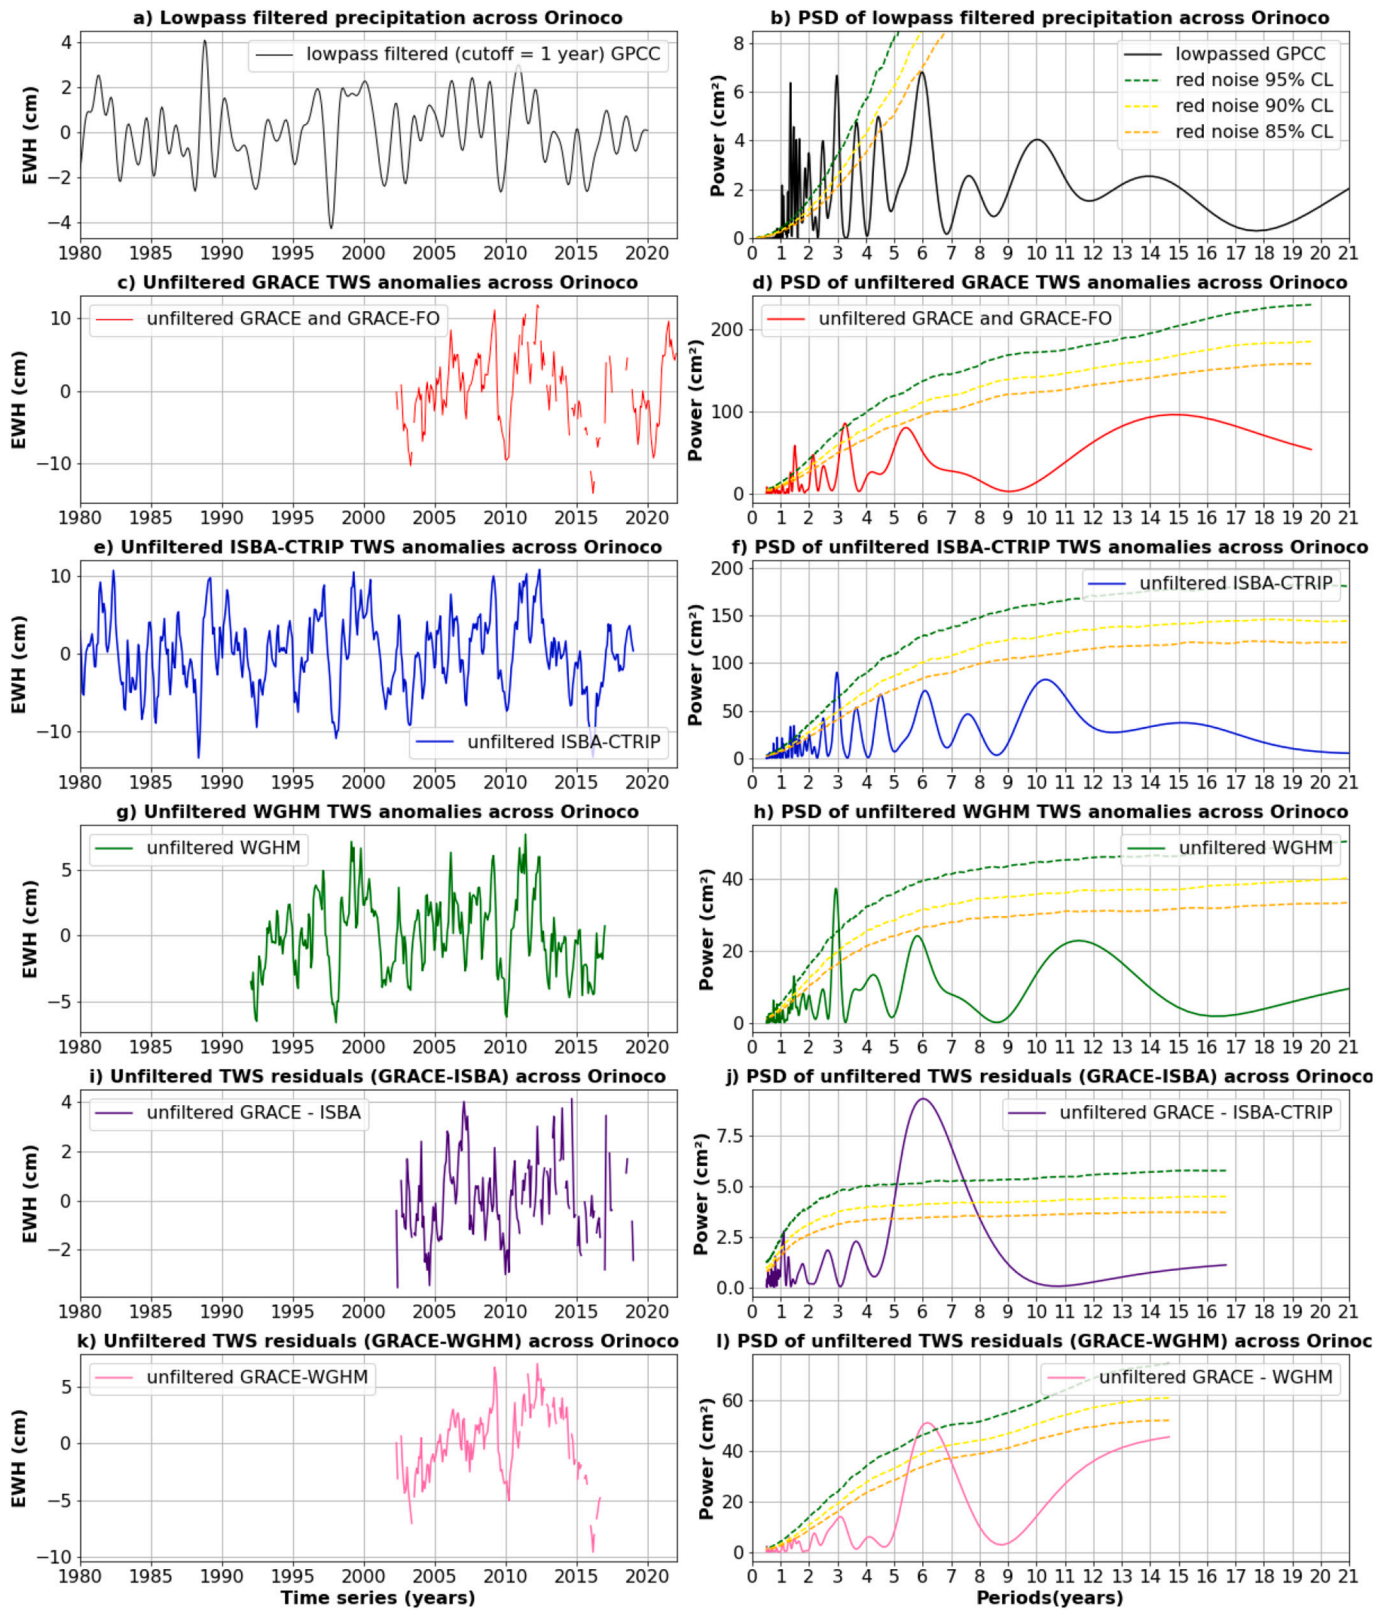 a) Lowpass filtered precipitation across Orinoco
lowpass filtered (cutoff = 1 year) GPCC
EWH (cm)
4
2
0
−2
−4
1980 1985 1990 1995 2000 2005 2010 2015 2020
b) PSD of lowpass filtered precipitation across Orinoco
lowpassed GPCC
red noise 95% CL
red noise 90% CL
red noise 85% CL
Power (cm²)
8
6
4
2
0
0 1 2 3 4 5 6 7 8 9 10 11 12 13 14 15 16 17 18 19 20 21
c) Unfiltered GRACE TWS anomalies across Orinoco
unfiltered GRACE and GRACE-FO
EWH (cm)
10
0
−10
1980 1985 1990 1995 2000 2005 2010 2015 2020
d) PSD of unfiltered GRACE TWS anomalies across Orinoco
unfiltered GRACE and GRACE-FO
Power (cm²)
200
100
0
0 1 2 3 4 5 6 7 8 9 10 11 12 13 14 15 16 17 18 19 20 21
e) Unfiltered ISBA-CTRIP TWS anomalies across Orinoco
unfiltered ISBA-CTRIP
EWH (cm)
10
0
−10
1980 1985 1990 1995 2000 2005 2010 2015 2020
f) PSD of unfiltered ISBA-CTRIP TWS anomalies across Orinoco
unfiltered ISBA-CTRIP
Power (cm²)
200
150
100
50
0
0 1 2 3 4 5 6 7 8 9 10 11 12 13 14 15 16 17 18 19 20 21
g) Unfiltered WGHM TWS anomalies across Orinoco
unfiltered WGHM
EWH (cm)
5
0
−5
1980 1985 1990 1995 2000 2005 2010 2015 2020
h) PSD of unfiltered WGHM TWS anomalies across Orinoco
unfiltered WGHM
Power (cm²)
40
20
0
0 1 2 3 4 5 6 7 8 9 10 11 12 13 14 15 16 17 18 19 20 21
i) Unfiltered TWS residuals (GRACE-ISBA) across Orinoco
unfiltered GRACE - ISBA
EWH (cm)
4
2
0
−2
1980 1985 1990 1995 2000 2005 2010 2015 2020
j) PSD of unfiltered TWS residuals (GRACE-ISBA) across Orinoco
unfiltered GRACE - ISBA-CTRIP
Power (cm²)
7.5
5.0
2.5
0.0
0 1 2 3 4 5 6 7 8 9 10 11 12 13 14 15 16 17 18 19 20 21
k) Unfiltered TWS residuals (GRACE-WGHM) across Orinoco
unfiltered GRACE-WGHM
EWH (cm)
5
0
−5
−10
1980 1985 1990 1995 2000 2005 2010 2015 2020
Time series (years)
l) PSD of unfiltered TWS residuals (GRACE-WGHM) across Orinoc
unfiltered GRACE - WGHM
Power (cm²)
60
40
20
0
0 1 2 3 4 5 6 7 8 9 10 11 12 13 14 15 16 17 18 19 20 21
Periods(years)